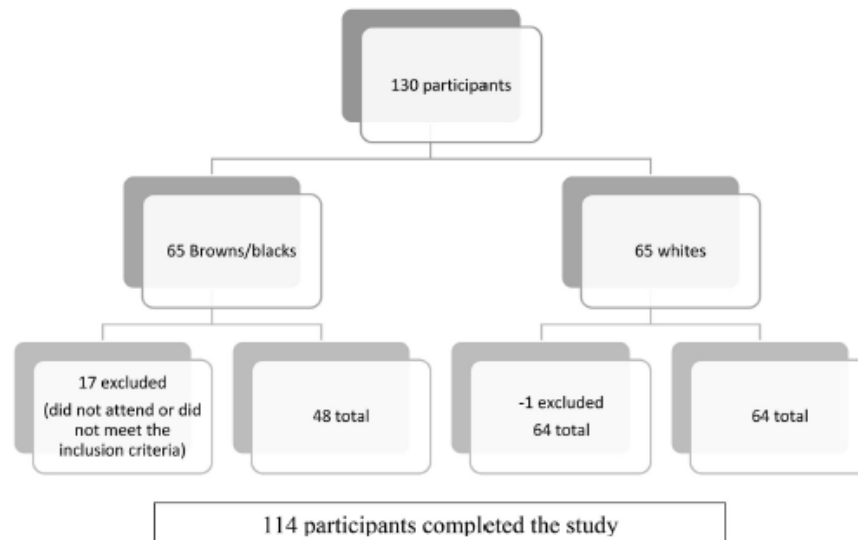 130 participants
65 Browns/blacks
65 whites
17 excluded
(did not attend or did
not meet the
inclusion criteria)
48 total
-1 excluded
64 total
64 total
114 participants completed the study